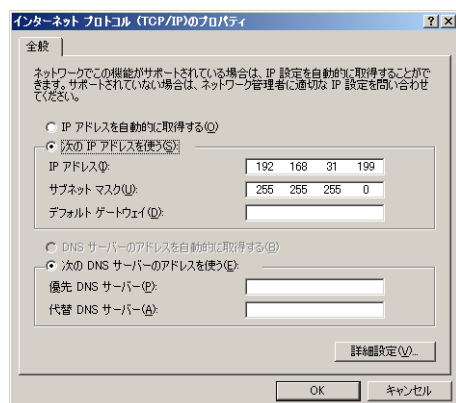 インターネット プロトコル (TCP/IP)のプロパティ
全般
ネットワークでこの機能がサポートされている場合は、IP 設定を自動的に取得することがで
きます。サポートされていない場合は、ネットワーク管理者に適切な IP 設定を問い合わせ
てください。
IP アドレスを自動的に取得する(O)
次の IP アドレスを使う(S):
IP アドレス(I): 192 168 31 199
サブネット マスク(U): 255 255 255 0
デフォルト ゲートウェイ(D):
DNS サーバーのアドレスを自動的に取得する(B)
次の DNS サーバーのアドレスを使う(E):
優先 DNS サーバー(P):
代替 DNS サーバー(A):
詳細設定(V)...
OK キャンセル